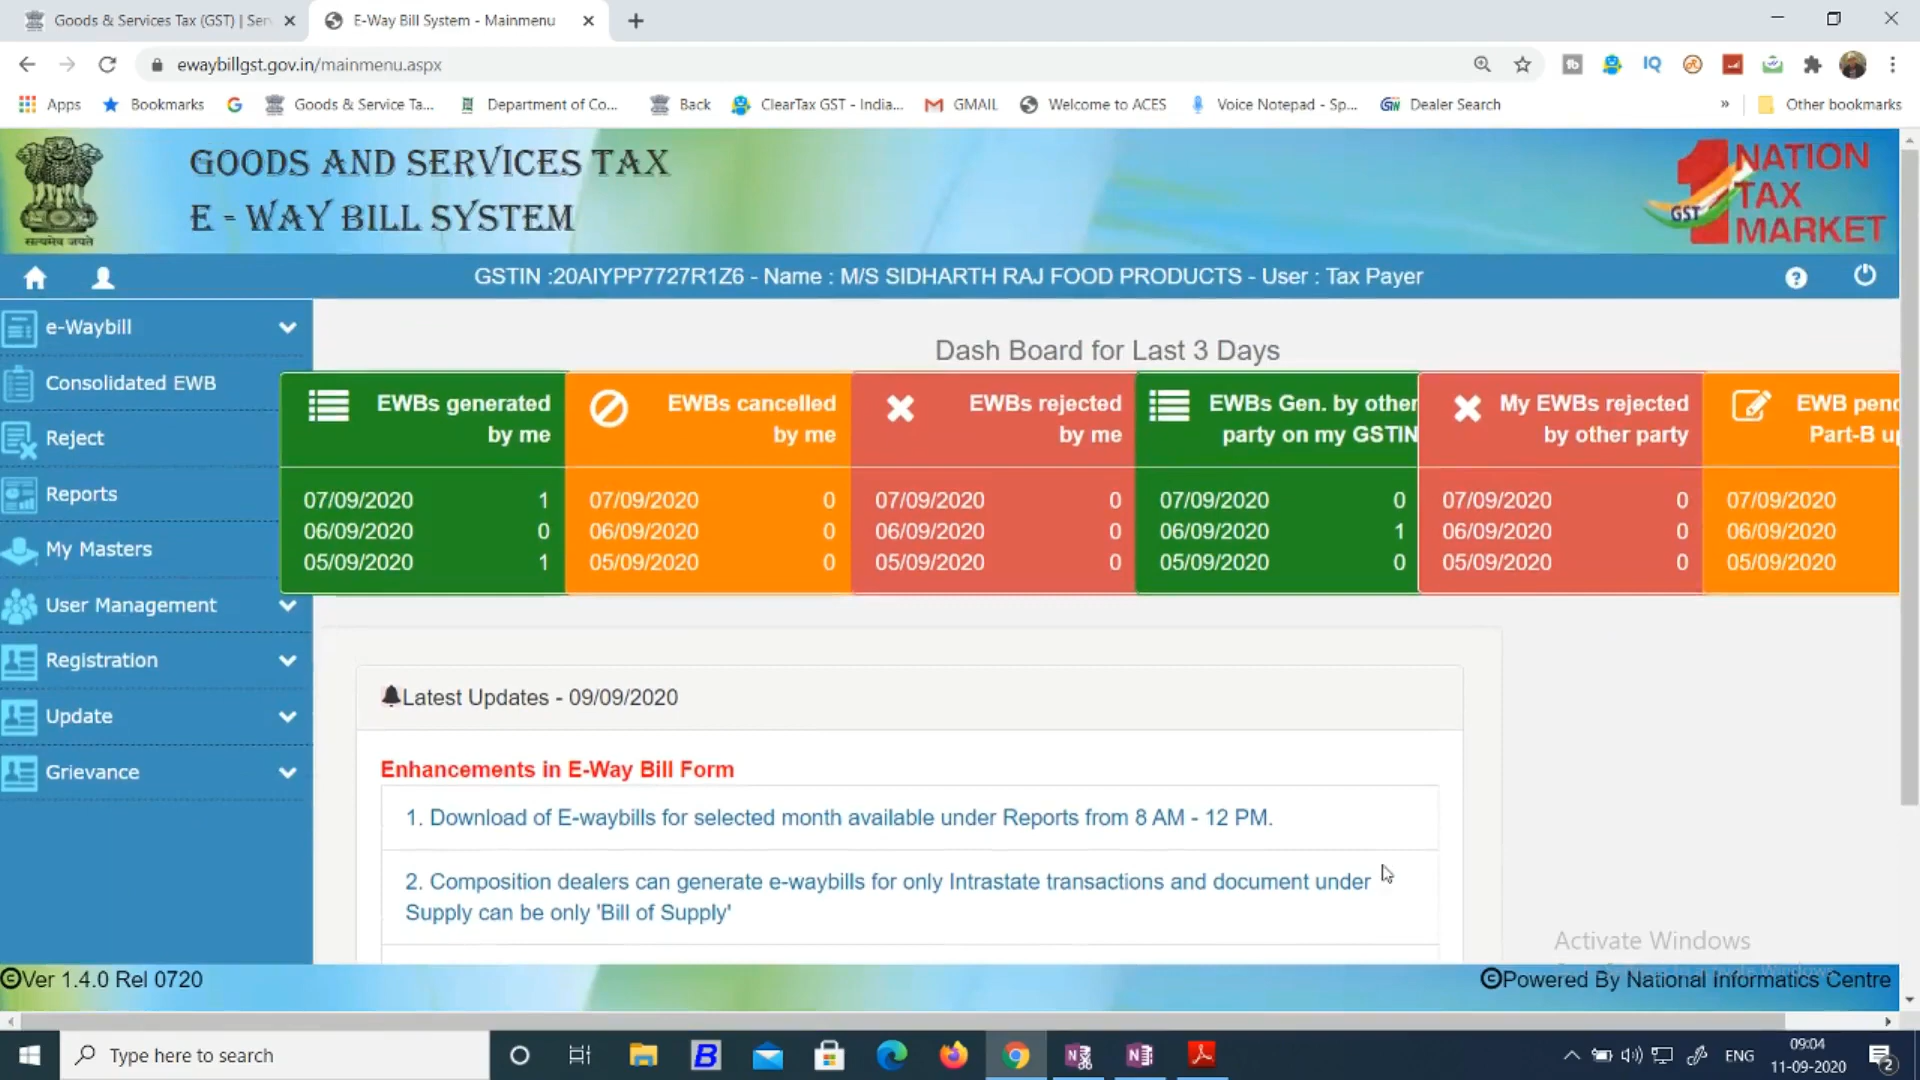 Goods & Services Tax (GST) | Ser
E-Way Bill System - Mainmenu
ewaybillgst.gov.in/mainmenu.aspx
Apps
Bookmarks
Goods & Service Ta...
Department of Co...
Back
ClearTax GST - India...
GMAIL
Welcome to ACES
Voice Notepad - Sp...
Dealer Search
»
Other bookmarks
GOODS AND SERVICES TAX
E - WAY BILL SYSTEM
सत्यमेव जयते
1 NATION
TAX
MARKET
GST
GSTIN :20AIYPP7727R1Z6 - Name : M/S SIDHARTH RAJ FOOD PRODUCTS - User : Tax Payer
e-Waybill
Consolidated EWB
Reject
Reports
My Masters
User Management
Registration
Update
Grievance
Dash Board for Last 3 Days
EWBs generated
by me
07/09/2020 1
06/09/2020 0
05/09/2020 1
EWBs cancelled
by me
07/09/2020 0
06/09/2020 0
05/09/2020 0
EWBs rejected
by me
07/09/2020 0
06/09/2020 0
05/09/2020 0
EWBs Gen. by other
party on my GSTIN
07/09/2020 0
06/09/2020 1
05/09/2020 0
My EWBs rejected
by other party
07/09/2020 0
06/09/2020 0
05/09/2020 0
EWB pend
Part-B u
07/09/2020
06/09/2020
05/09/2020
Latest Updates - 09/09/2020
Enhancements in E-Way Bill Form
1. Download of E-waybills for selected month available under Reports from 8 AM - 12 PM.
2. Composition dealers can generate e-waybills for only Intrastate transactions and document under
Supply can be only 'Bill of Supply'
Activate Windows
©Ver 1.4.0 Rel 0720
©Powered By National Informatics Centre
Type here to search
ENG
09:04
11-09-2020
2